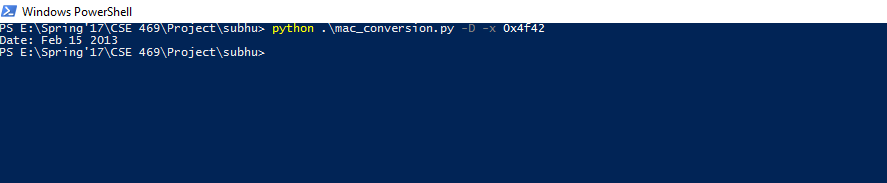 Windows PowerShell
PS E:\Spring'17\CSE 469\Project\subhu> python .\mac_conversion.py -D -x 0x4f42
Date: Feb 15 2013
PS E:\Spring'17\CSE 469\Project\subhu>